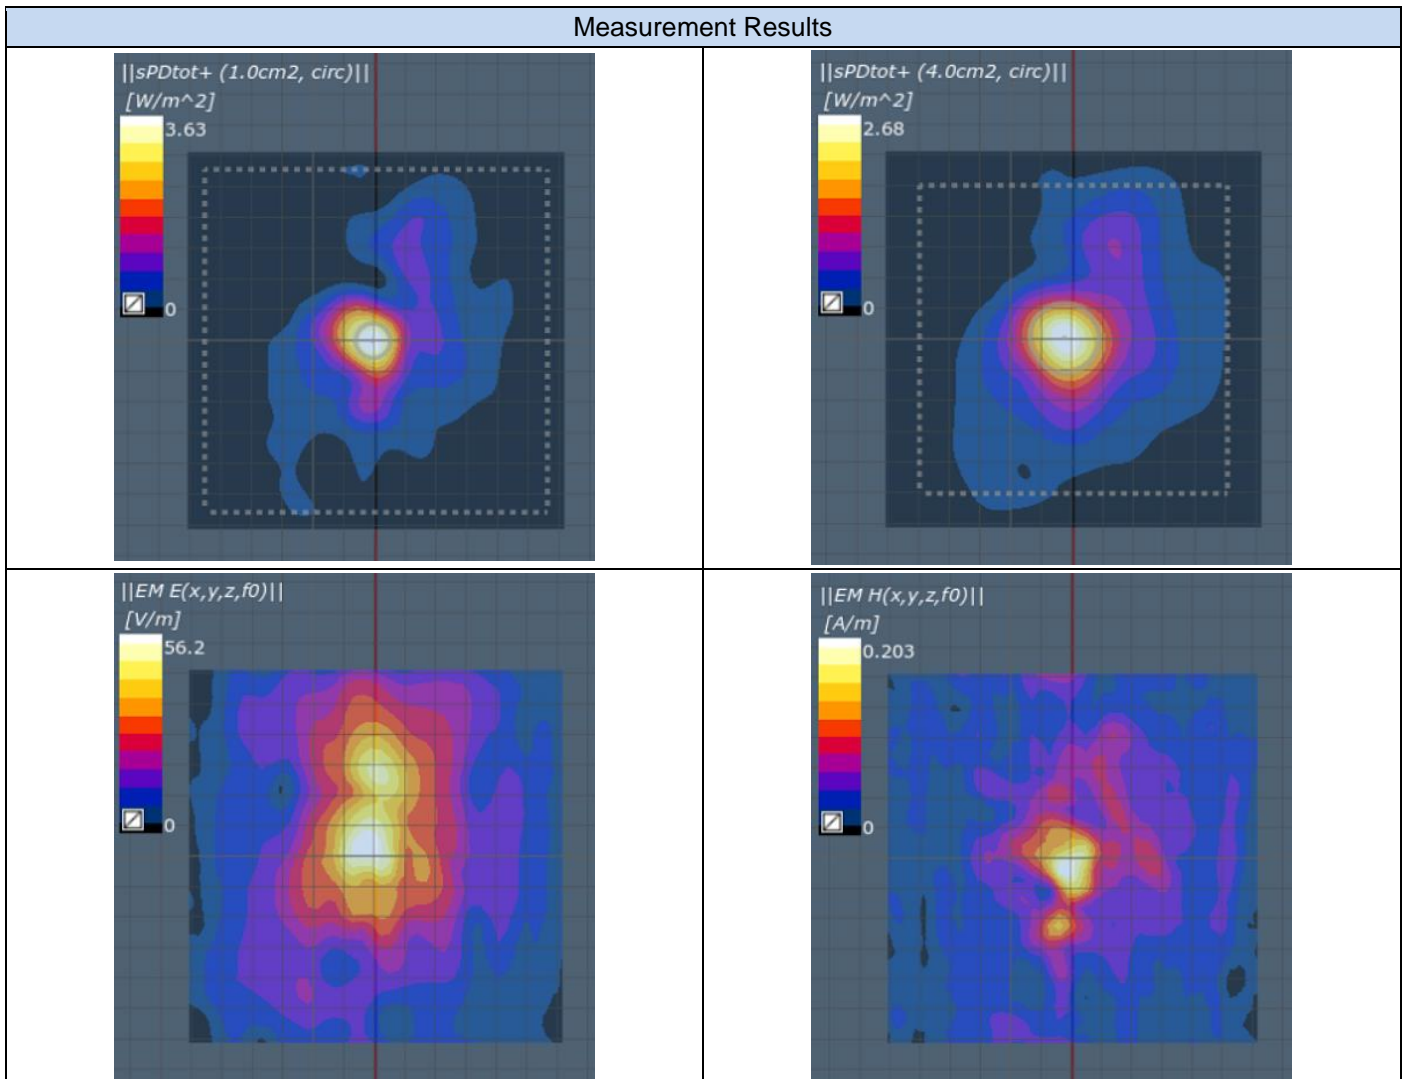 Measurement Results
||sPDtot+ (1.0cm2, circ)||
[W/m^2]
3.63
0
||sPDtot+ (4.0cm2, circ)||
[W/m^2]
2.68
0
||EM E(x,y,z,f0)||
[V/m]
56.2
0
||EM H(x,y,z,f0)||
[A/m]
0.203
0